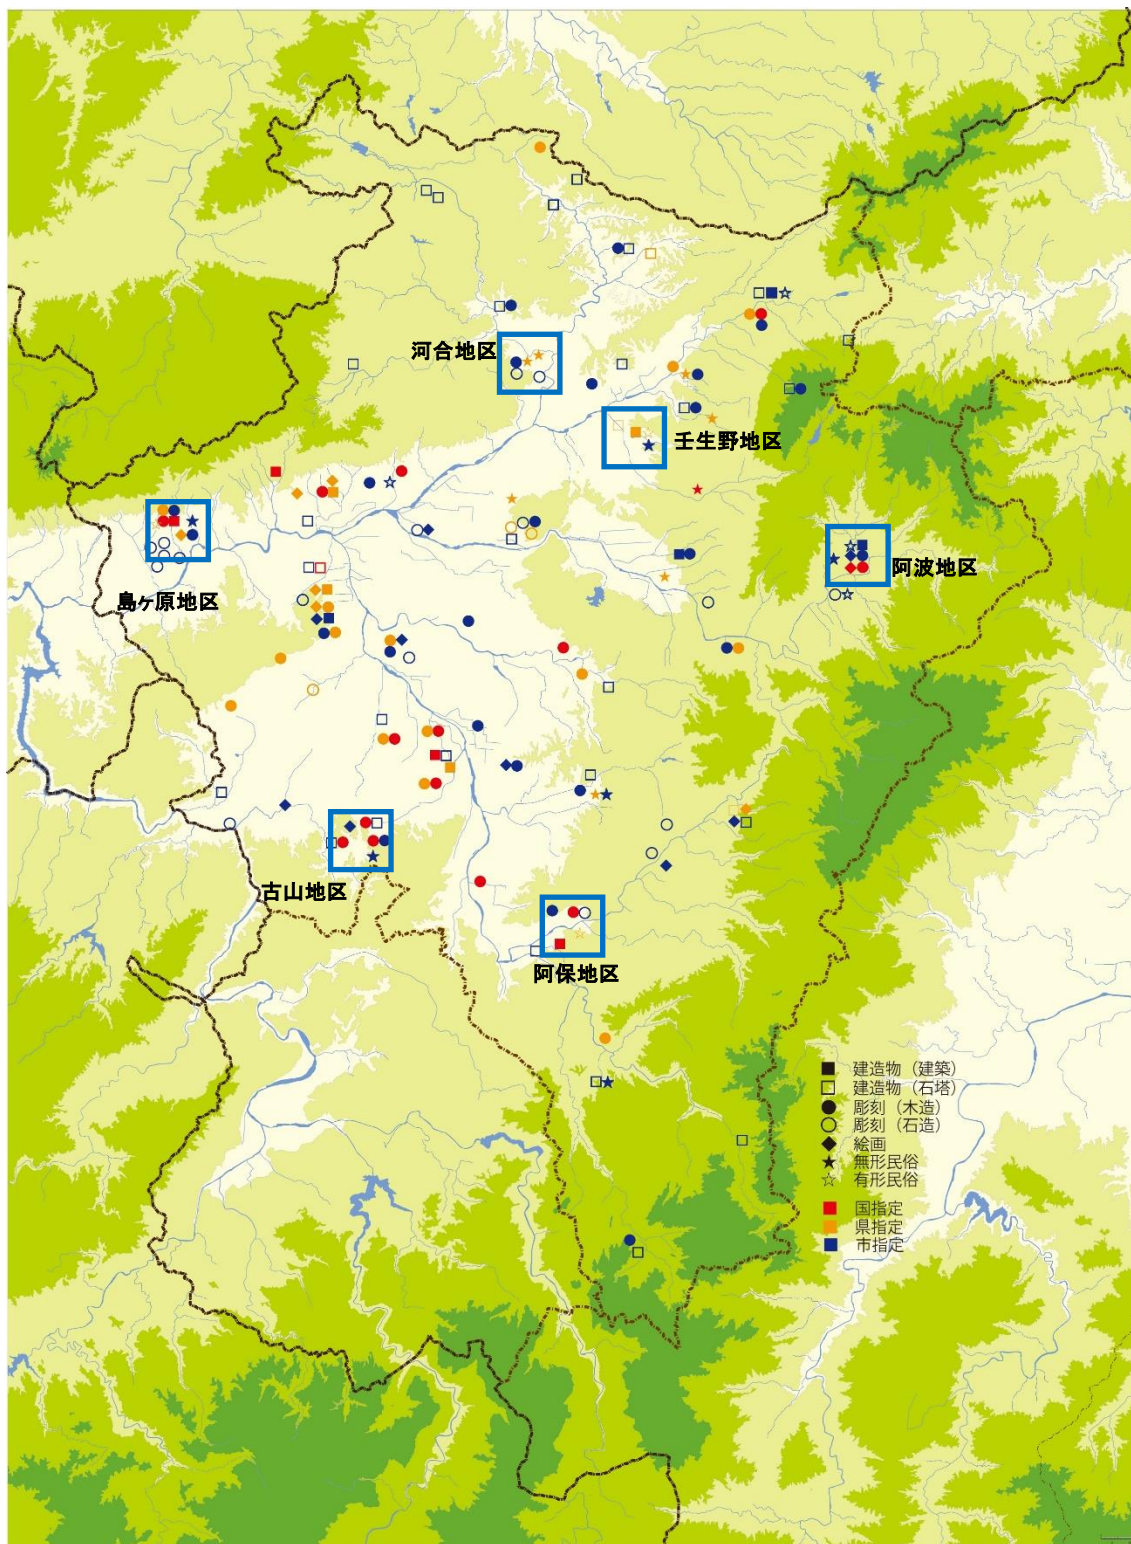 河合地区
壬生野地区
阿波地区
島ヶ原地区
古山地区
阿保地区
建造物（建築）
建造物（石塔）
彫刻（木造）
彫刻（石造）
絵画
無形民俗
有形民俗
国指定
県指定
市指定